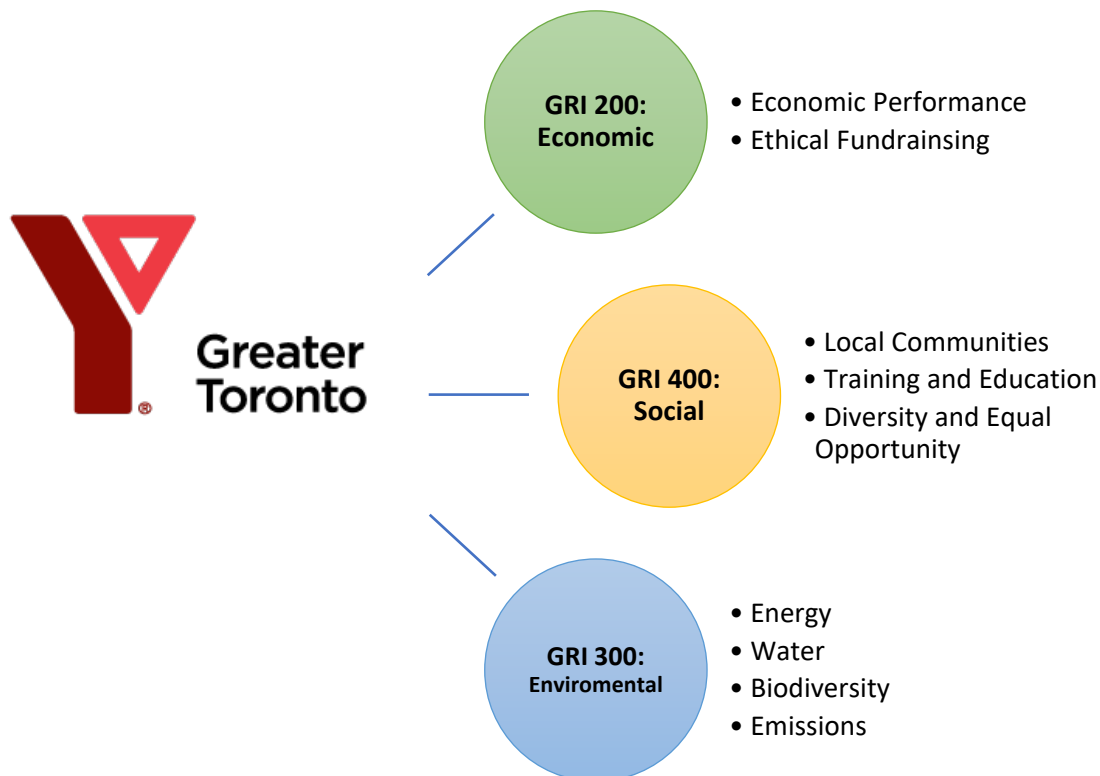 GRI 200:
Economic
• Economic Performance
• Ethical Fundrainsing
Greater
Toronto
®
GRI 400:
Social
• Local Communities
• Training and Education
• Diversity and Equal
Opportunity
GRI 300:
Enviromental
• Energy
• Water
• Biodiversity
• Emissions